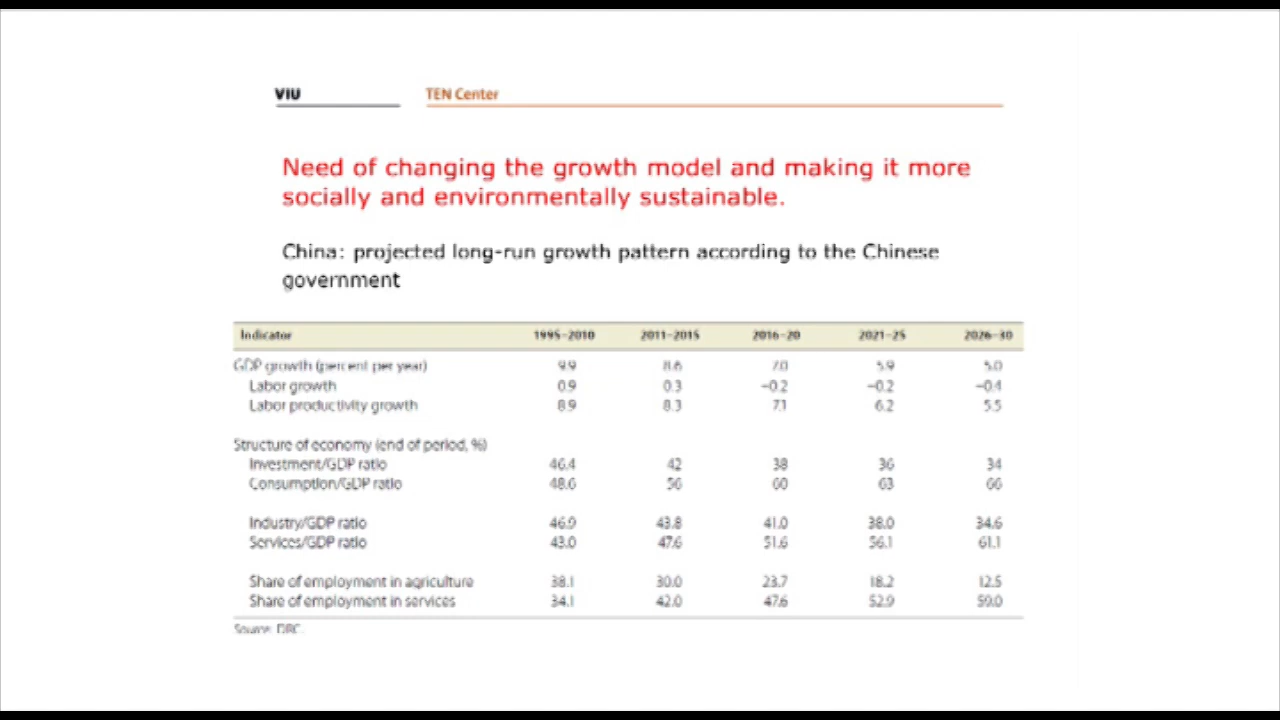 VIU TEN Center
Need of changing the growth model and making it more
socially and environmentally sustainable.
China: projected long-run growth pattern according to the Chinese
government
Indicator 1995–2010 2011–2015 2016–20 2021–25 2026–30
GDP growth (percent per year) 9.9 8.6 7.0 5.9 5.0
Labor growth 0.9 0.3 −0.2 −0.2 −0.4
Labor productivity growth 8.9 8.3 7.1 6.2 5.5
Structure of economy (end of period, %)
Investment/GDP ratio 46.4 42 38 36 34
Consumption/GDP ratio 48.6 56 60 63 66
Industry/GDP ratio 46.9 43.8 41.0 38.0 34.6
Services/GDP ratio 43.0 47.6 51.6 56.1 61.1
Share of employment in agriculture 38.1 30.0 23.7 18.2 12.5
Share of employment in services 34.1 42.0 47.6 52.9 59.0
Source: DRC.